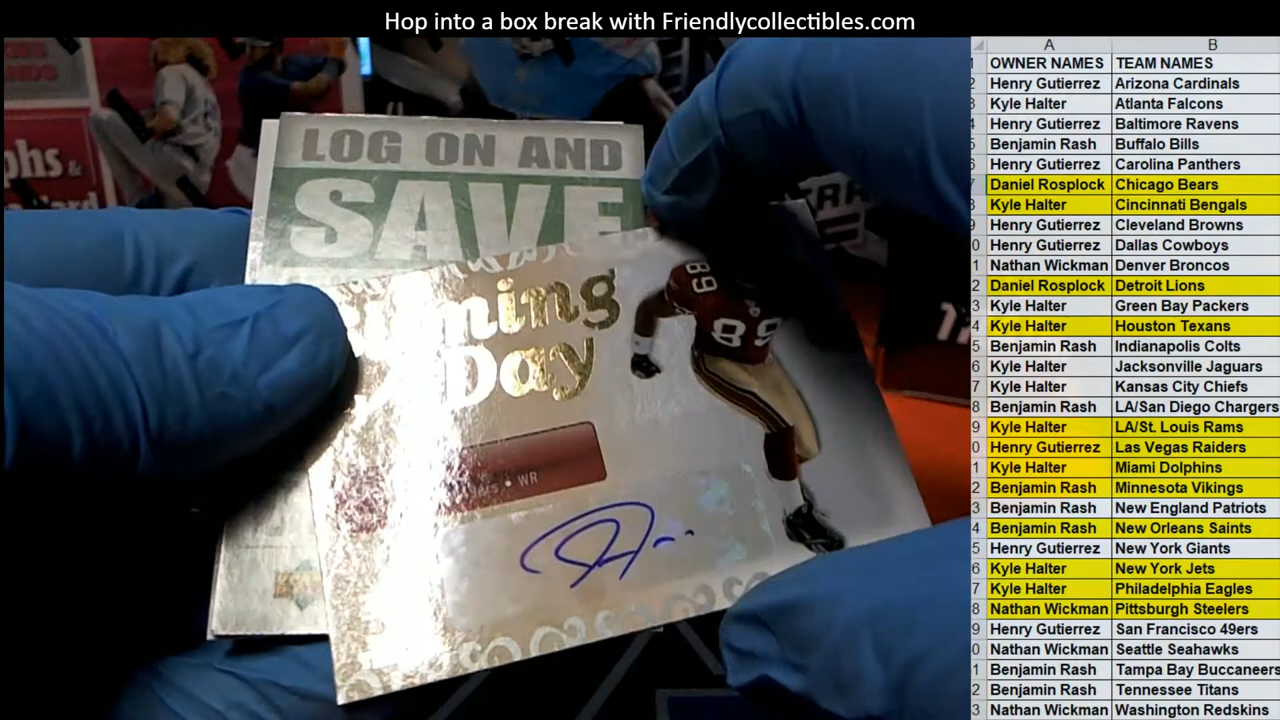 Hop into a box break with Friendlycollectibles.com
LOG ON AND
SAVE
Day
89
89
WR
A B
OWNER NAMES TEAM NAMES
Henry Gutierrez Arizona Cardinals
Kyle Halter Atlanta Falcons
Henry Gutierrez Baltimore Ravens
Benjamin Rash Buffalo Bills
Henry Gutierrez Carolina Panthers
Daniel Rosplock Chicago Bears
Kyle Halter Cincinnati Bengals
Henry Gutierrez Cleveland Browns
Henry Gutierrez Dallas Cowboys
Nathan Wickman Denver Broncos
Daniel Rosplock Detroit Lions
Kyle Halter Green Bay Packers
Kyle Halter Houston Texans
Benjamin Rash Indianapolis Colts
Kyle Halter Jacksonville Jaguars
Kyle Halter Kansas City Chiefs
Benjamin Rash LA/San Diego Chargers
Kyle Halter LA/St. Louis Rams
Henry Gutierrez Las Vegas Raiders
Kyle Halter Miami Dolphins
Benjamin Rash Minnesota Vikings
Benjamin Rash New England Patriots
Benjamin Rash New Orleans Saints
Henry Gutierrez New York Giants
Kyle Halter New York Jets
Kyle Halter Philadelphia Eagles
Nathan Wickman Pittsburgh Steelers
Henry Gutierrez San Francisco 49ers
Nathan Wickman Seattle Seahawks
Benjamin Rash Tampa Bay Buccaneers
Benjamin Rash Tennessee Titans
Nathan Wickman Washington Redskins